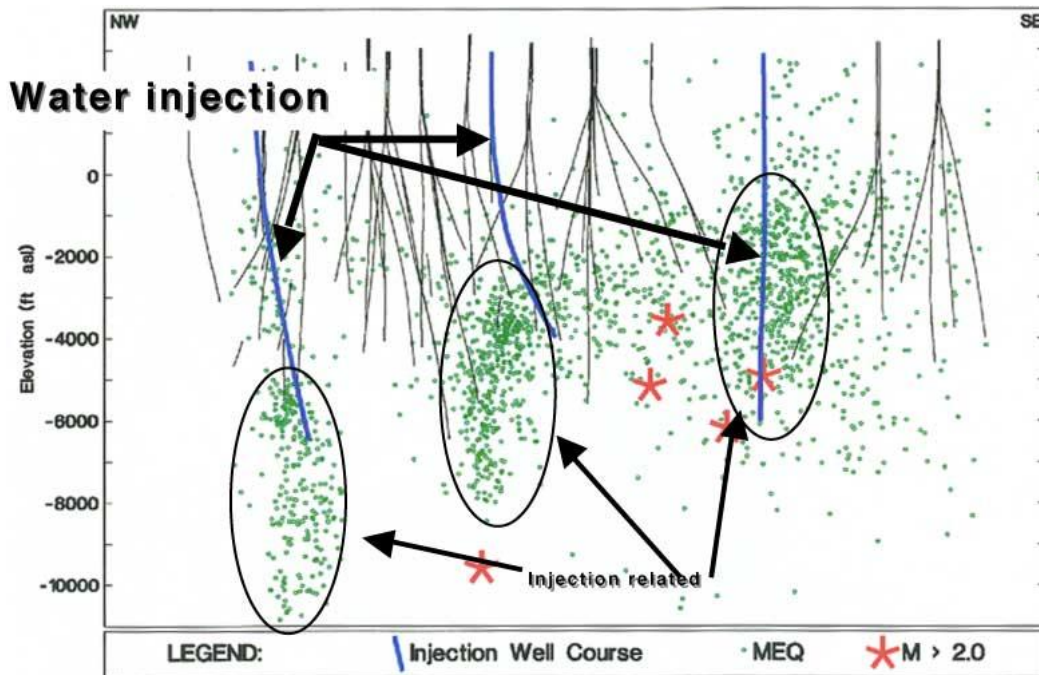 NW
SE
Water injection
0
-2000
-4000
-6000
-8000
-10000
Elevation (ft asl)
Injection related
LEGEND: Injection Well Course MEQ M > 2.0